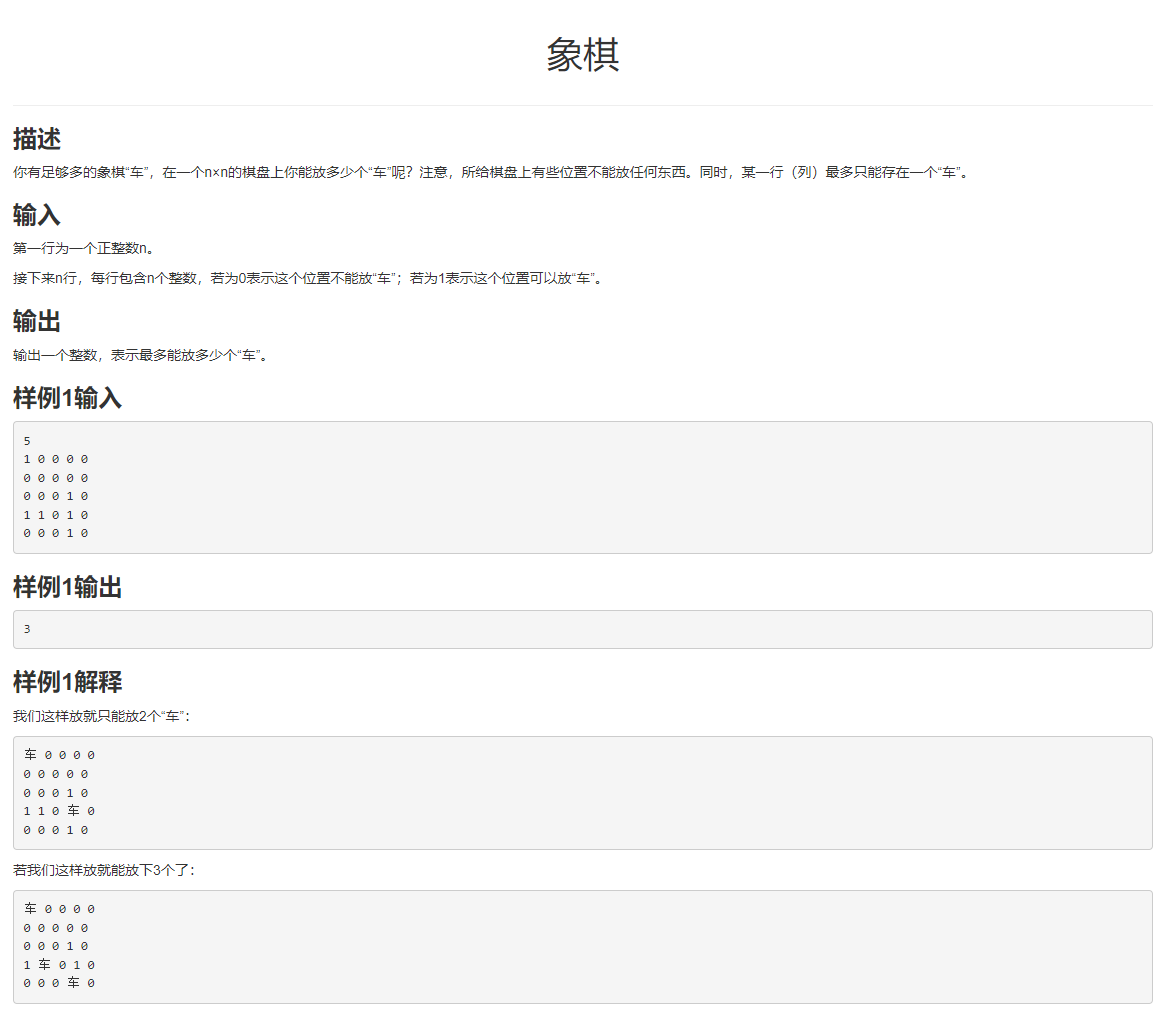 象棋
描述
你有足够多的象棋“车”，在一个n×n的棋盘上你能放多少个“车”呢？注意，所给棋盘上有些位置不能放任何东西。同时，某一行（列）最多只能存在一个“车”。
输入
第一行为一个正整数n。
接下来n行，每行包含n个整数，若为0表示这个位置不能放“车”；若为1表示这个位置可以放“车”。
输出
输出一个整数，表示最多能放多少个“车”。
样例1输入
5
1 0 0 0 0
0 0 0 0 0
0 0 0 1 0
1 1 0 1 0
0 0 0 1 0
样例1输出
3
样例1解释
我们这样放就只能放2个“车”：
车 0 0 0 0
0 0 0 0 0
0 0 0 1 0
1 1 0 车 0
0 0 0 1 0
若我们这样放就能放下3个了：
车 0 0 0 0
0 0 0 0 0
0 0 0 1 0
1 车 0 1 0
0 0 0 车 0